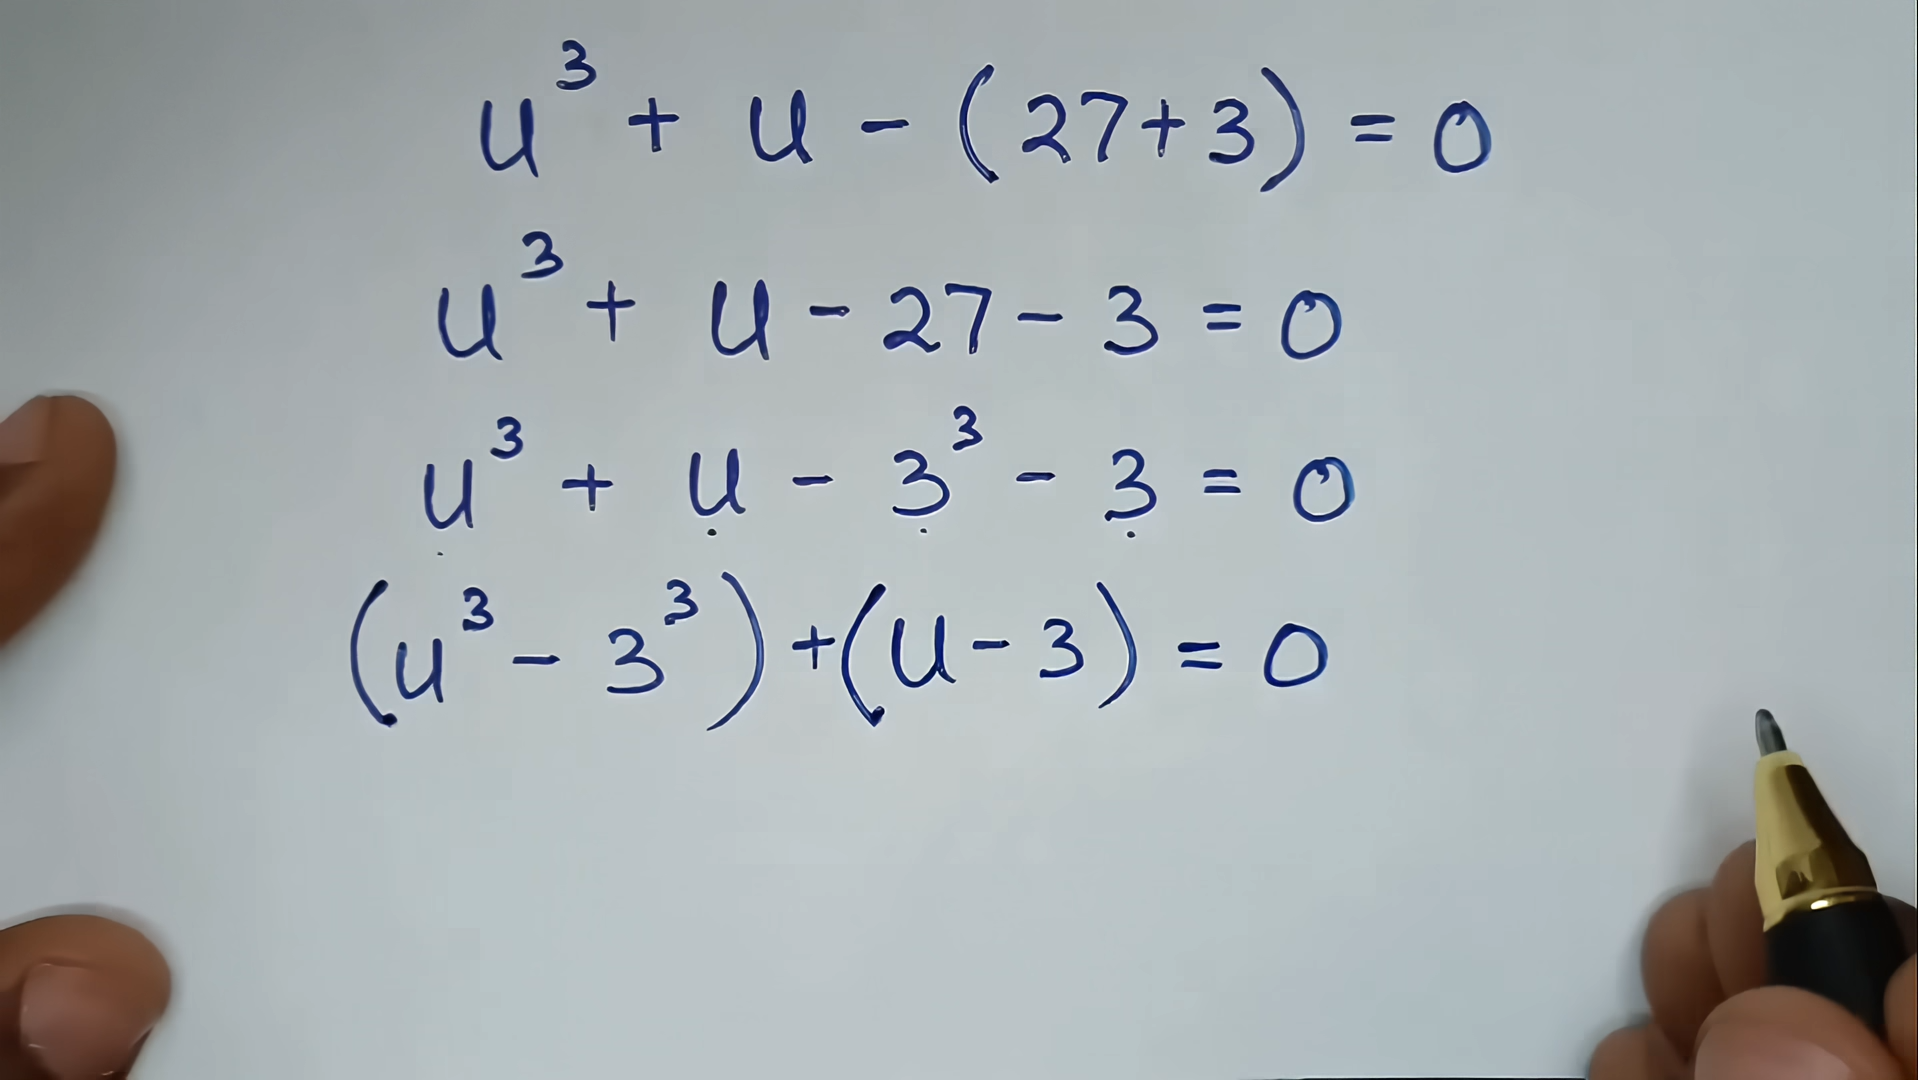 u³ + u - (27+3) = 0
u³ + u - 27 - 3 = 0
u³ + u - 3³ - 3 = 0
(u³ - 3³) + (u - 3) = 0